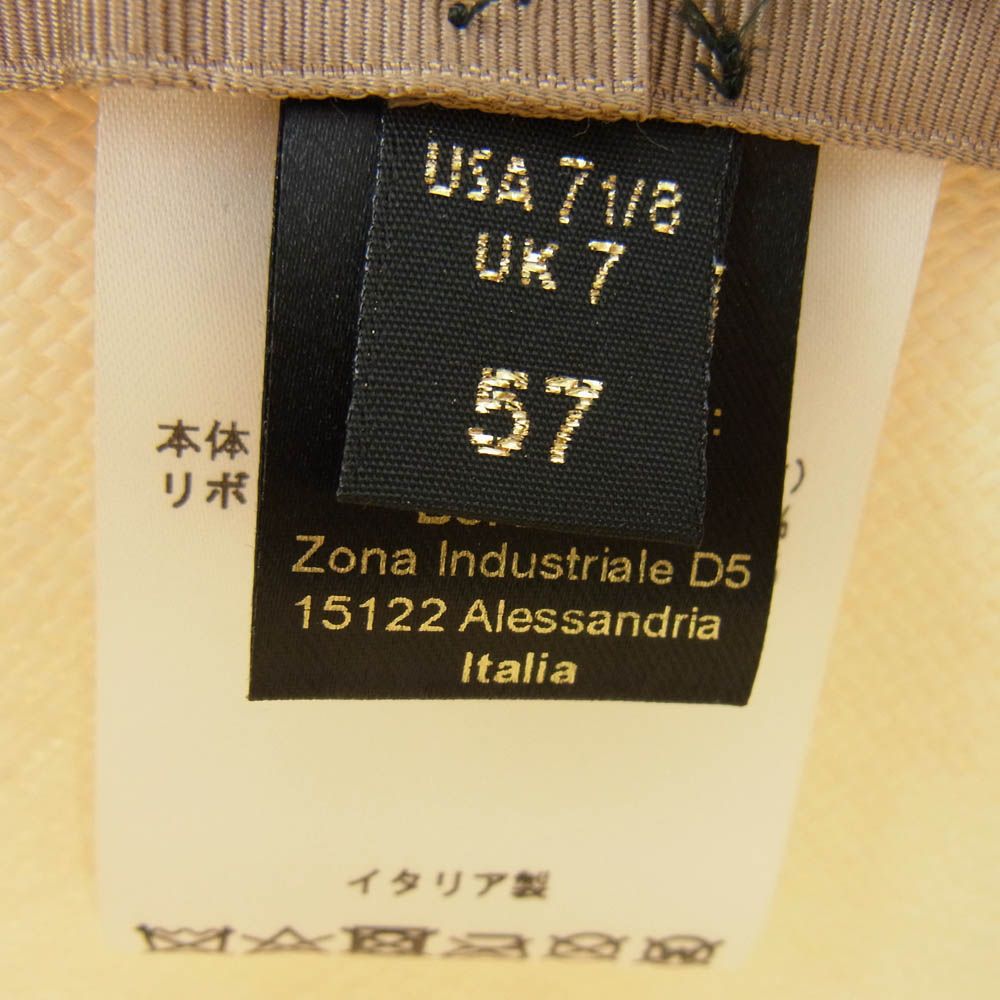 USA 7 1/8
UK 7
57
本体
リボ
Zona Industriale D5
15122 Alessandria
Italia
イタリア製